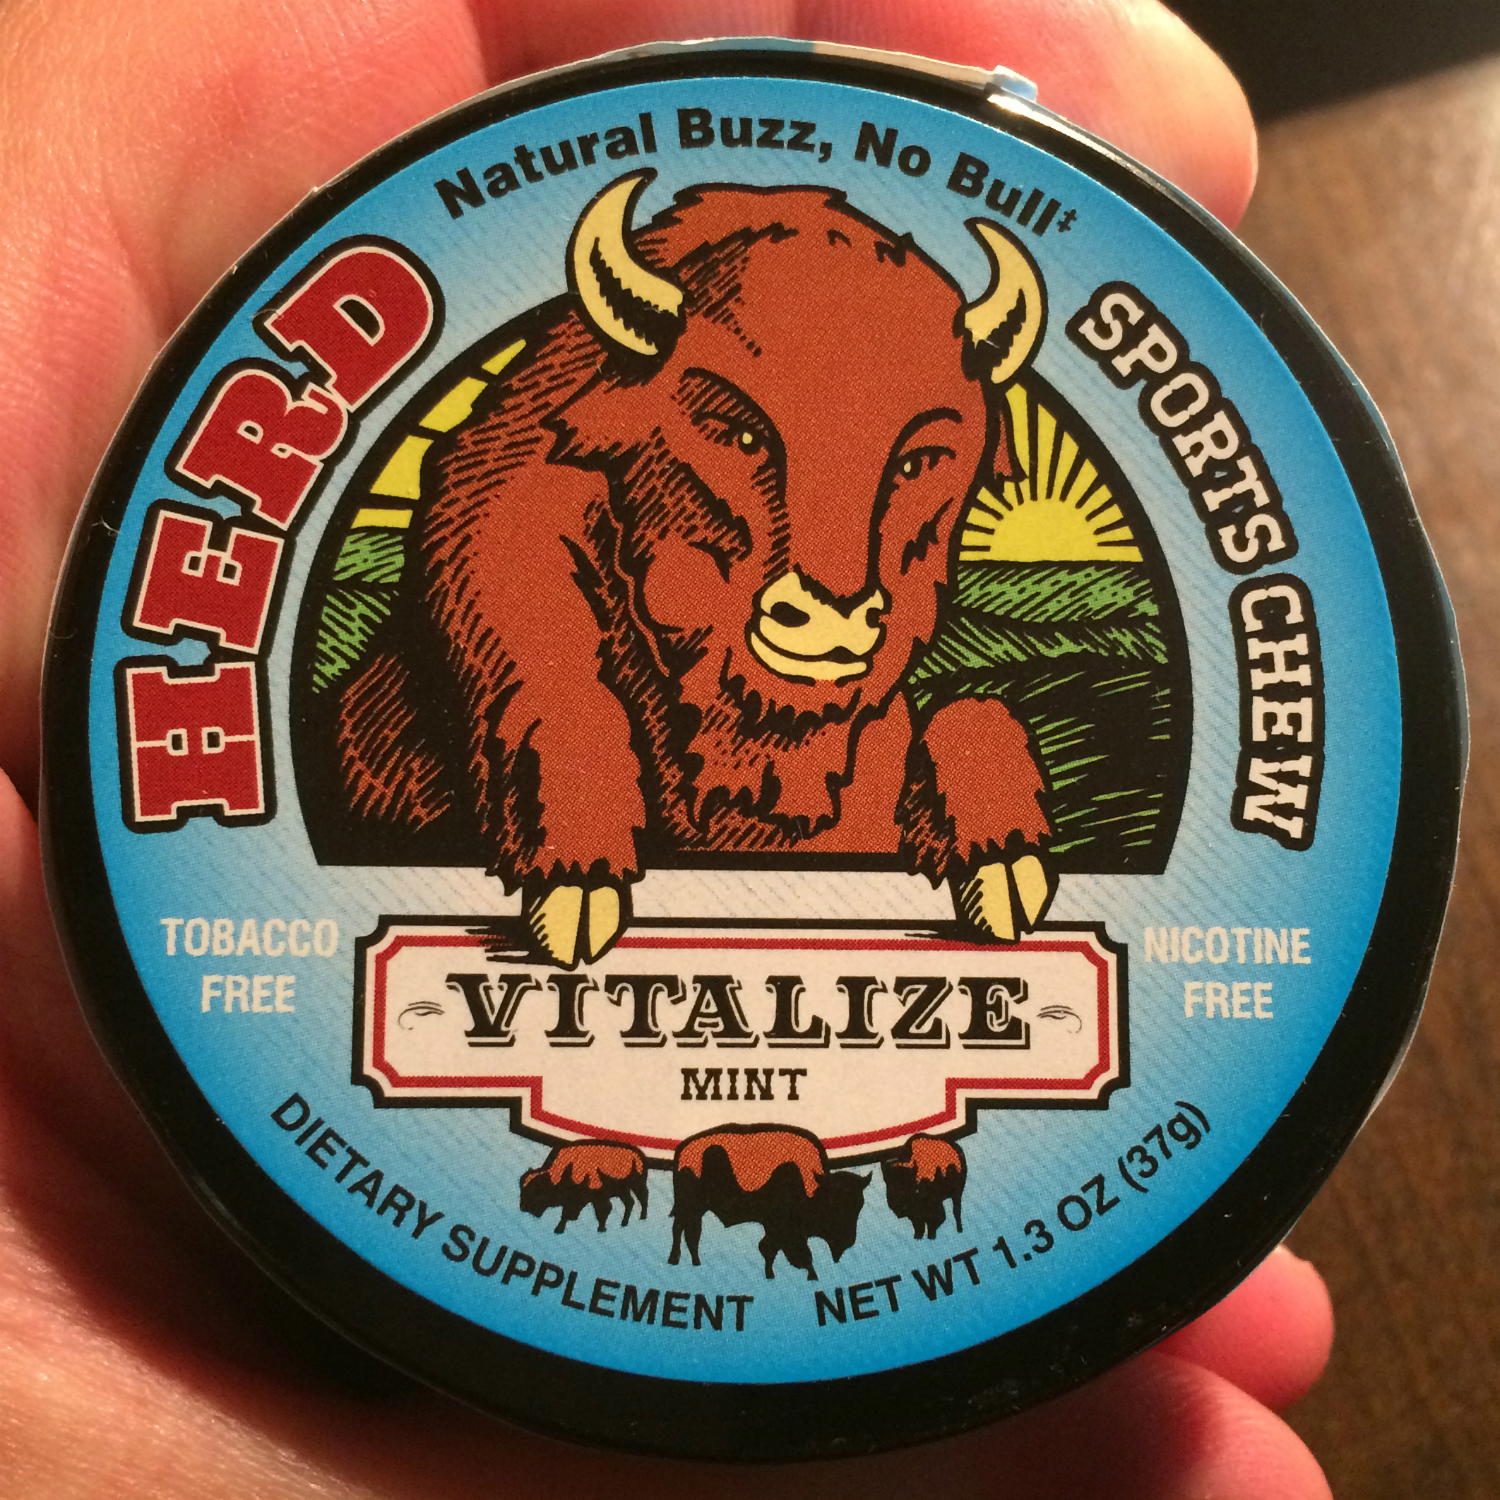 Natural Buzz, No Bull‡
HERD
SPORTS CHEW
TOBACCO
FREE
NICOTINE
FREE
VITALIZE
MINT
DIETARY SUPPLEMENT
NET WT 1.3 OZ (37g)